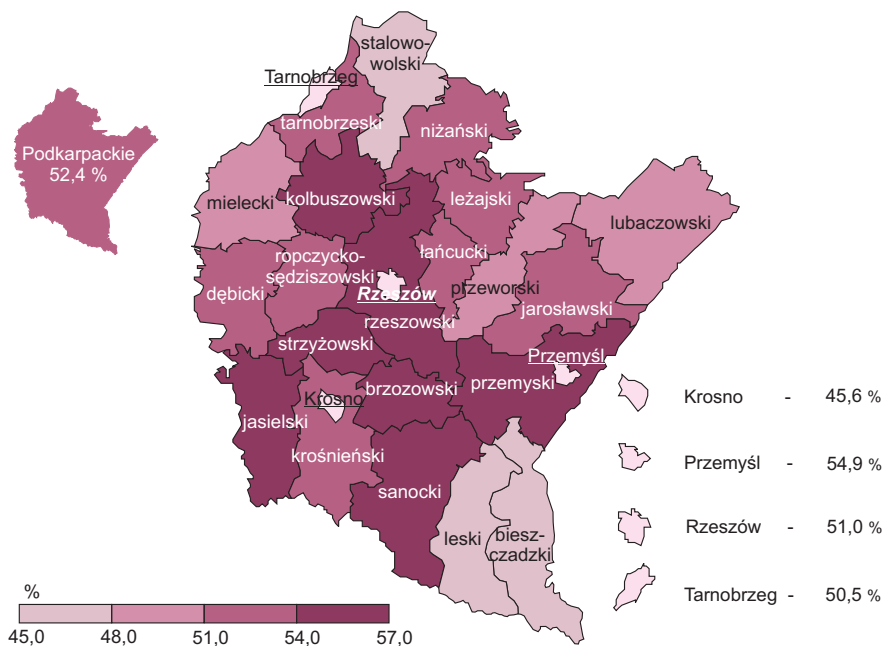 stalowo-
wolski
Tarnobrzeg
tarnobrzeski
niżański
Podkarpackie
52,4 %
mielecki
kolbuszowski
leżajski
lubaczowski
ropczycko-
sędziszowski
łańcucki
dębicki
Rzeszów
przeworski
jarosławski
rzeszowski
strzyżowski
Przemyśl
przemyski
brzozowski
Krosno
jasielski
krośnieński
sanocki
leski
biesz-
czadzki
Krosno - 45,6 %
Przemyśl - 54,9 %
Rzeszów - 51,0 %
Tarnobrzeg - 50,5 %
%
45,0 48,0 51,0 54,0 57,0